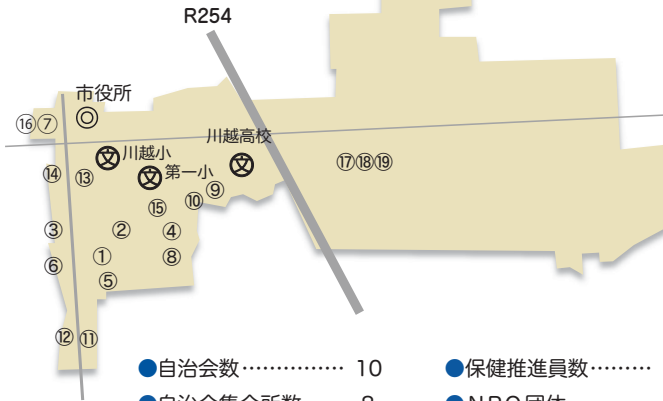 R254
市役所
⑯⑦
川越高校
川越小
⑰⑱⑲
第一小
⑭
⑬
⑨
⑩
⑮
③
②
④
①
⑧
⑥
⑤
⑫
⑪
●自治会数…………… 10
●保健推進員数………